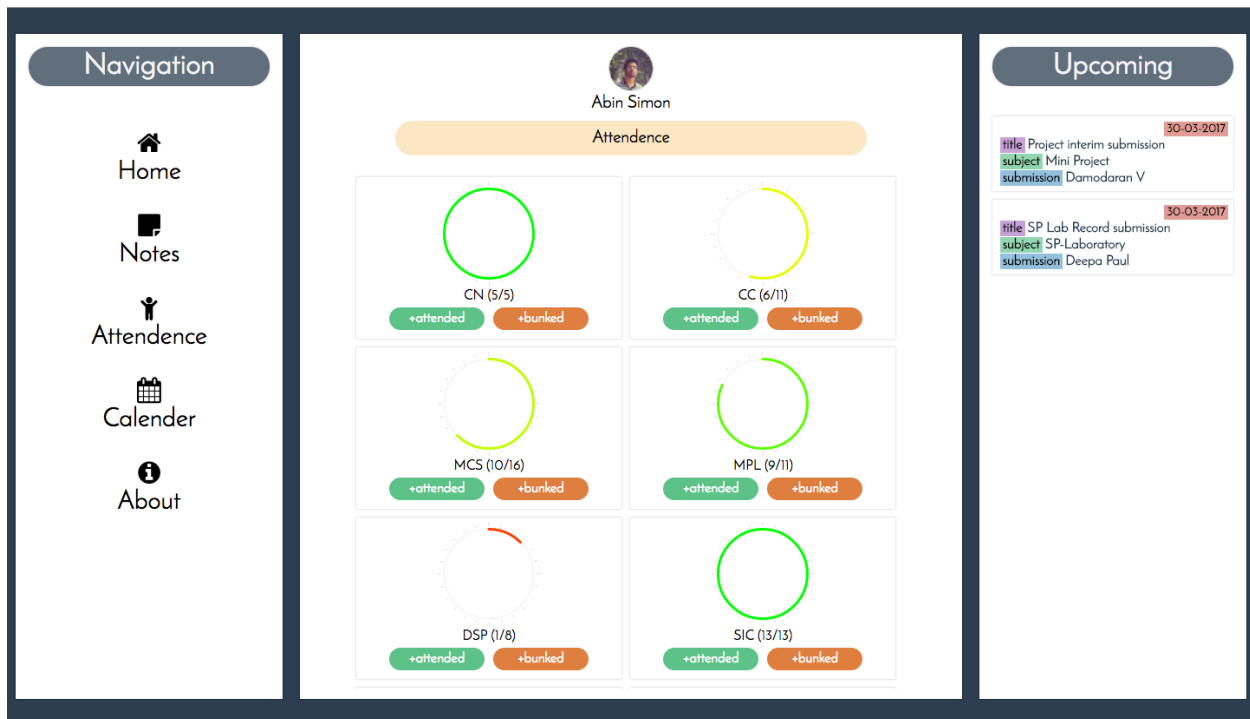 Navigation
Home
Notes
Attendence
Calender
About
Abin Simon
Attendence
CN (5/5)
+attended +bunked
CC (6/11)
+attended +bunked
MCS (10/16)
+attended +bunked
MPL (9/11)
+attended +bunked
DSP (1/8)
+attended +bunked
SIC (13/13)
+attended +bunked
Upcoming
30-03-2017
title Project interim submission
subject Mini Project
submission Damodaran V
30-03-2017
title SP Lab Record submission
subject SP-Laboratory
submission Deepa Paul